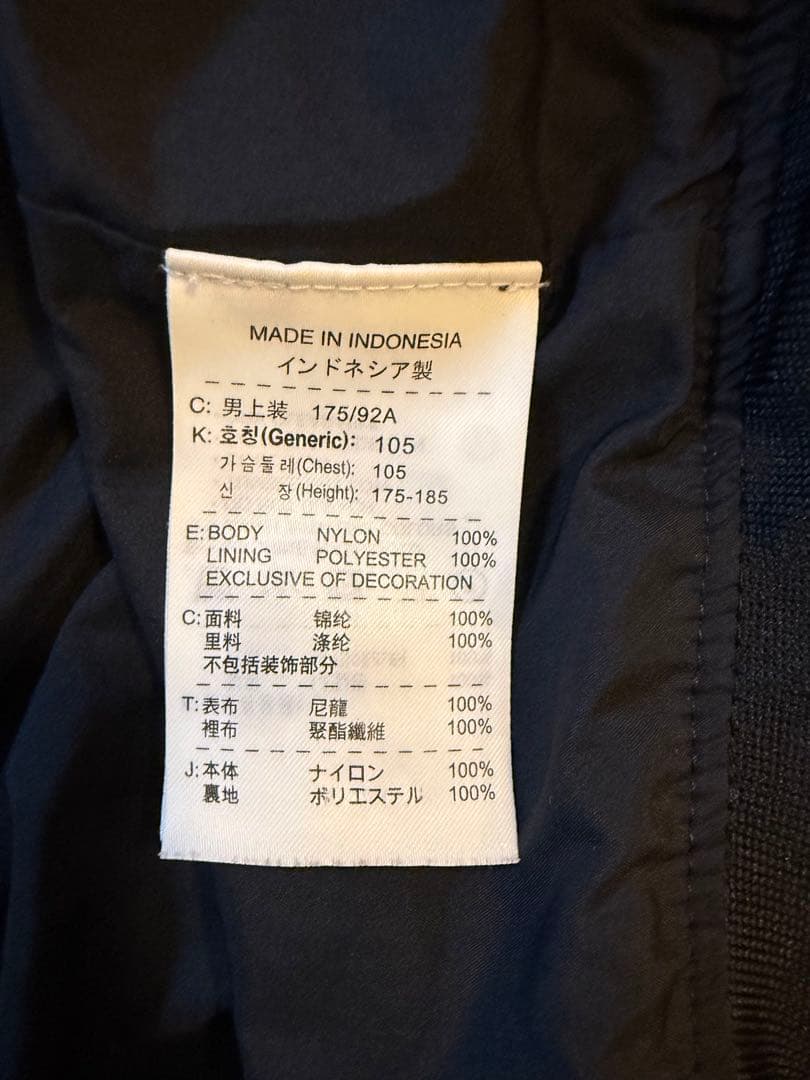 MADE IN INDONESIA
インドネシア製
C: 男上装 175/92A
K: 호칭(Generic): 105
가슴둘레(Chest): 105
신 장(Height): 175-185
E: BODY NYLON 100%
LINING POLYESTER 100%
EXCLUSIVE OF DECORATION
C: 面料 锦纶 100%
里料 涤纶 100%
不包括装饰部分
T: 表布 尼龍 100%
裡布 聚酯纖維 100%
J: 本体 ナイロン 100%
裏地 ポリエステル 100%